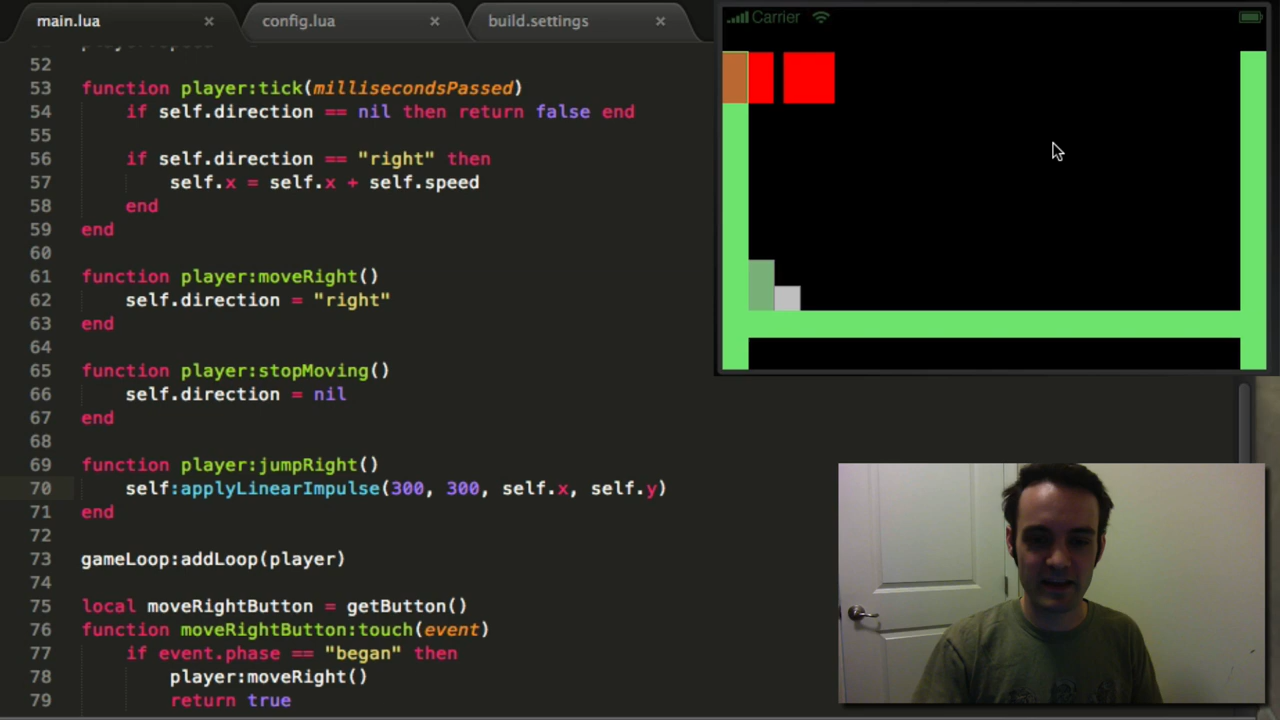 main.lua × config.lua × build.settings ×
Carrier
52
53 function player:tick(millisecondsPassed)
54 if self.direction == nil then return false end
55
56 if self.direction == "right" then
57 self.x = self.x + self.speed
58 end
59 end
60
61 function player:moveRight()
62 self.direction = "right"
63 end
64
65 function player:stopMoving()
66 self.direction = nil
67 end
68
69 function player:jumpRight()
70 self:applyLinearImpulse(300, 300, self.x, self.y)
71 end
72
73 gameLoop:addLoop(player)
74
75 local moveRightButton = getButton()
76 function moveRightButton:touch(event)
77 if event.phase == "began" then
78 player:moveRight()
79 return true